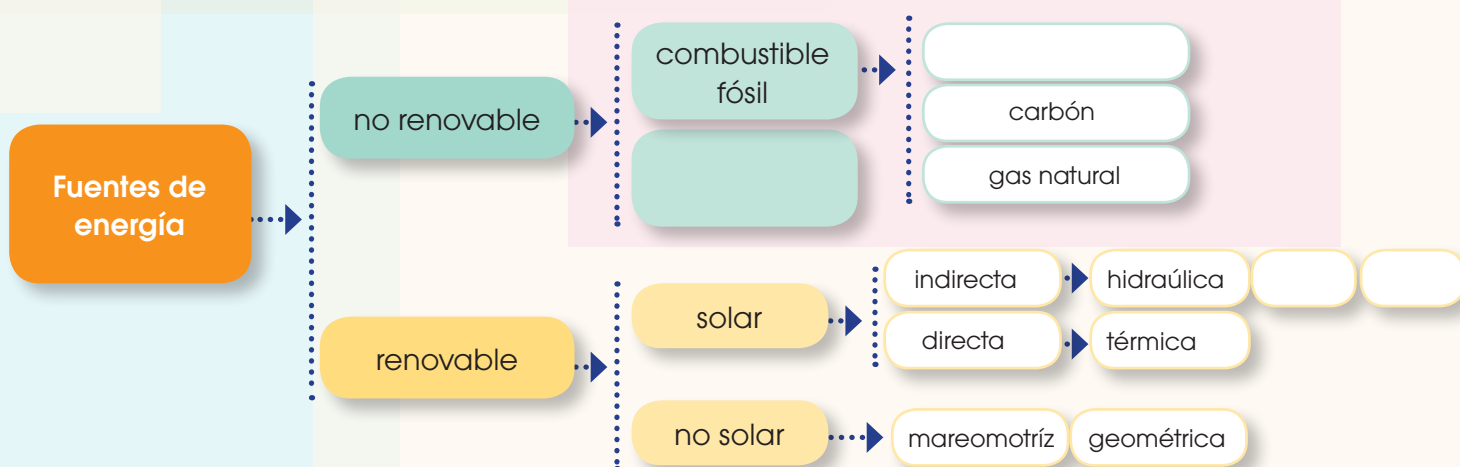 Fuentes de
energía
no renovable
combustible
fósil
carbón
gas natural
renovable
solar
indirecta
hidraúlica
directa
térmica
no solar
mareomotríz
geométrica